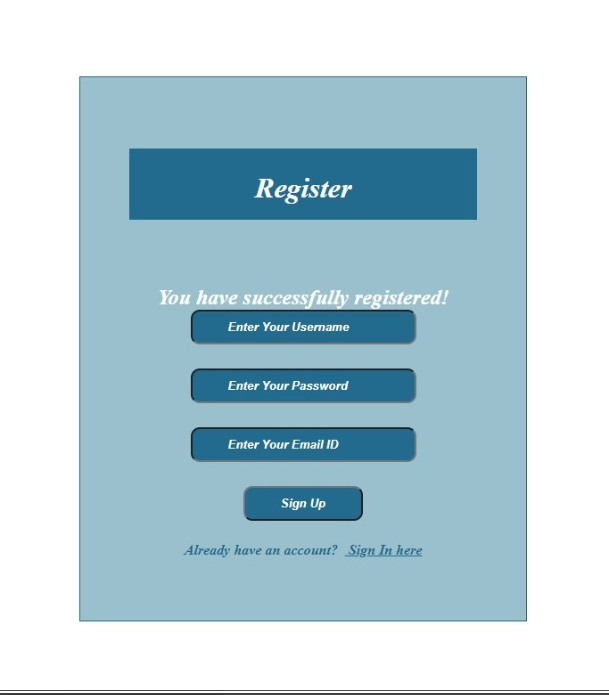 Register
You have successfully registered!
Enter Your Username
Enter Your Password
Enter Your Email ID
Sign Up
Already have an account? Sign In here